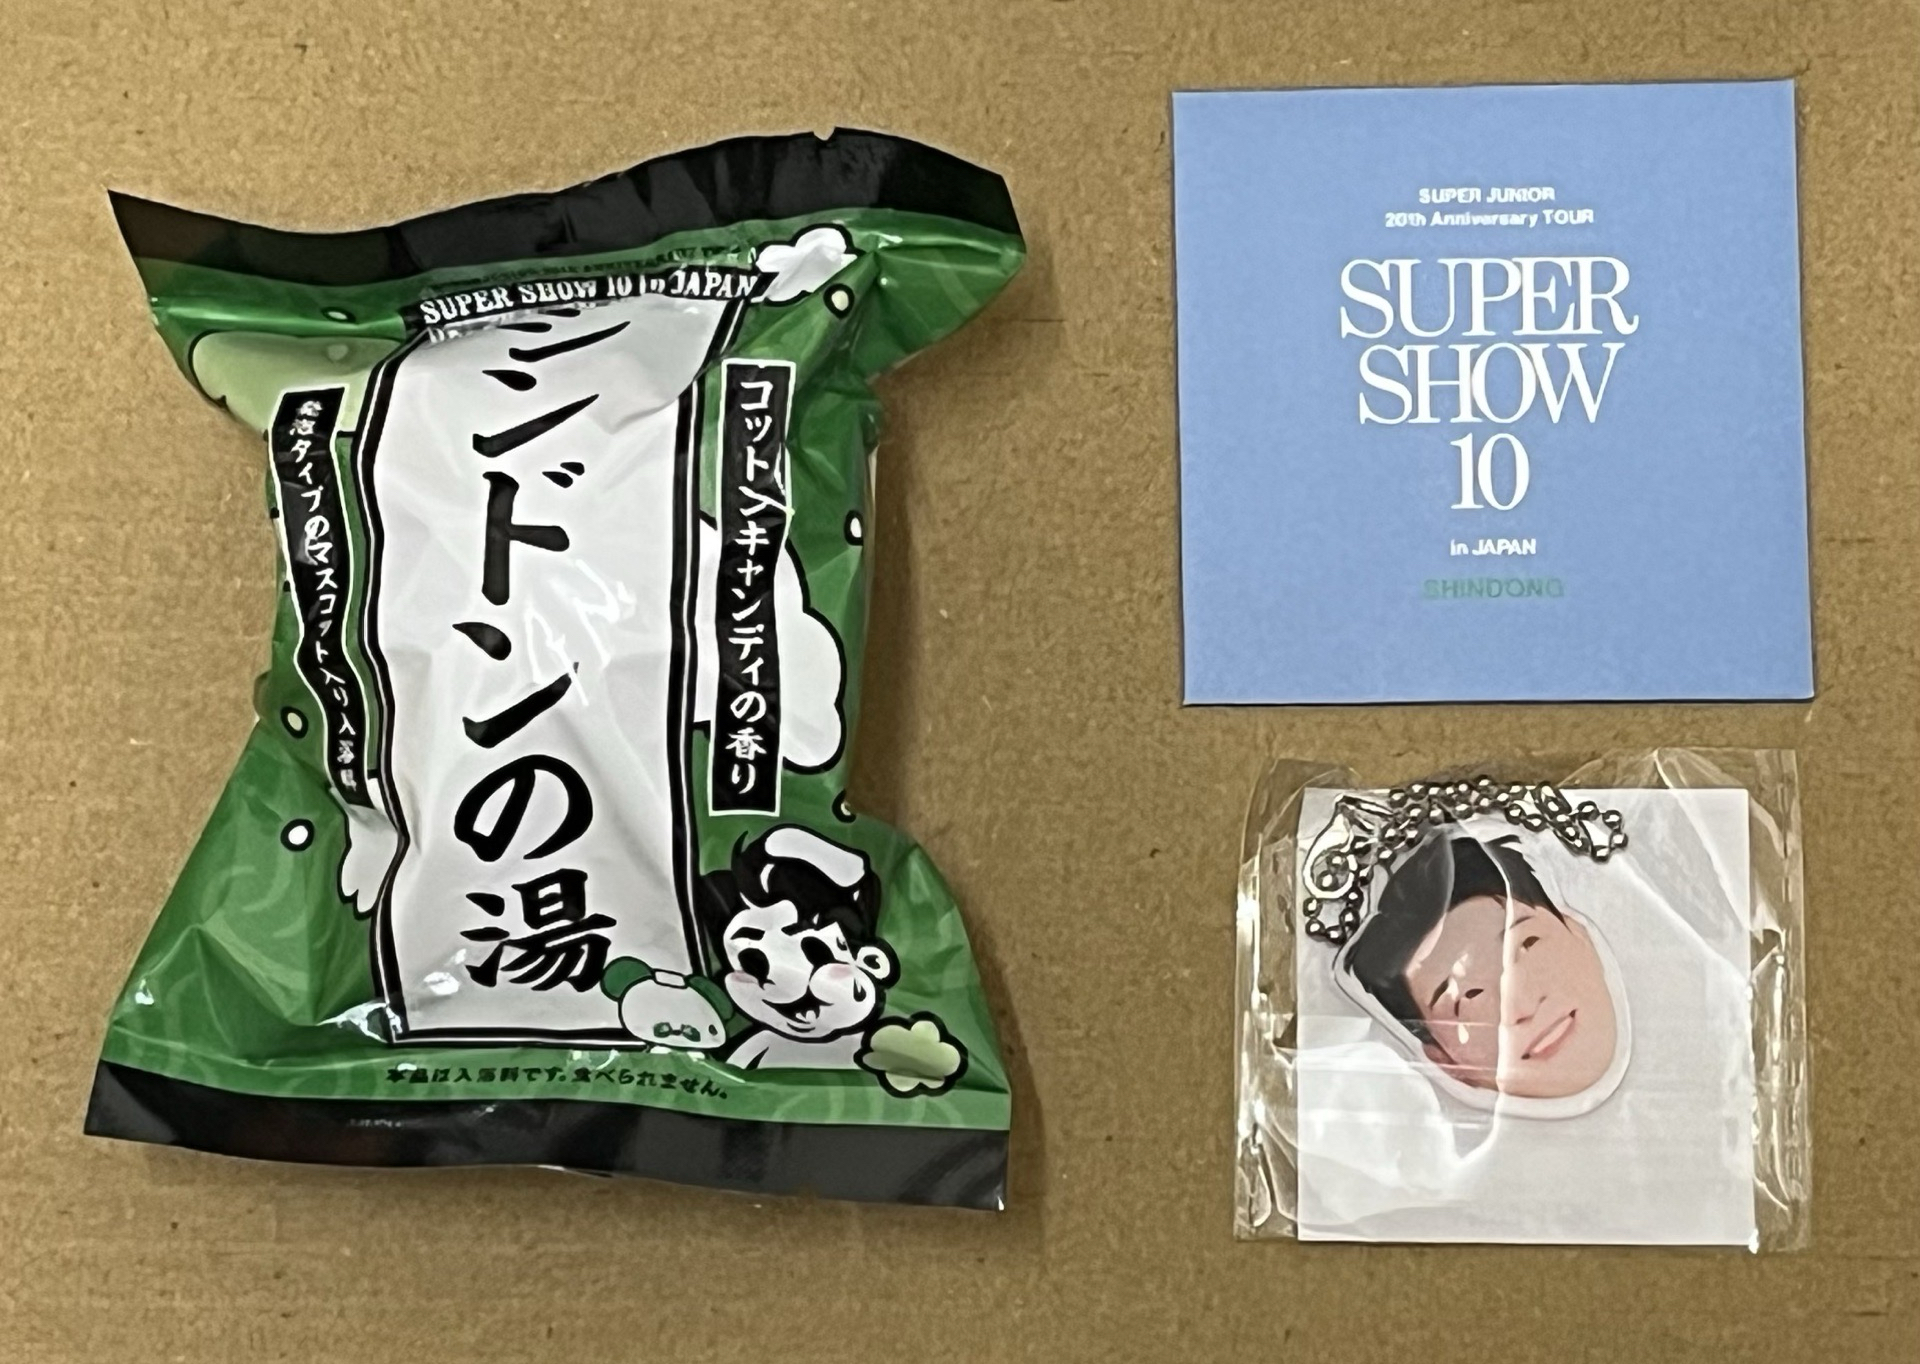 SUPER SHOW 10 in JAPAN
シンドンの湯
コットンキャンディの香り
発泡タイプのマスコット入り入浴料
本品は入浴料です。食べられません。
SUPER JUNIOR
20th Anniversary TOUR
SUPER
SHOW
10
in JAPAN
SHINDONG